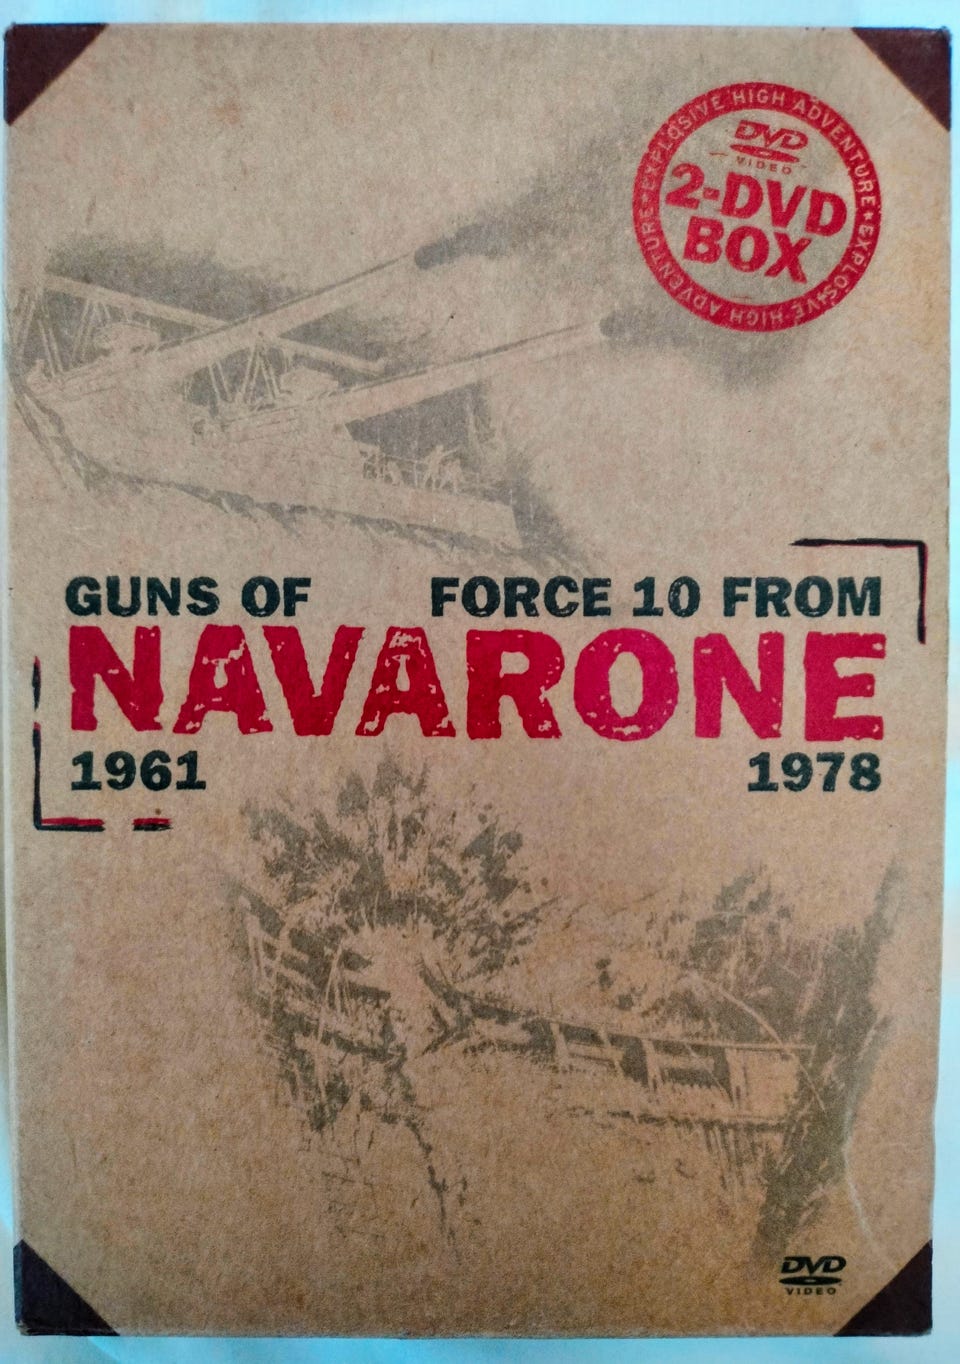 EXPLOSIVE HIGH ADVENTURE★EXPLOSIVE HIGH ADVENTURE★
DVD
VIDEO
2-DVD
BOX
GUNS OF FORCE 10 FROM
NAVARONE
1961 1978
DVD
VIDEO